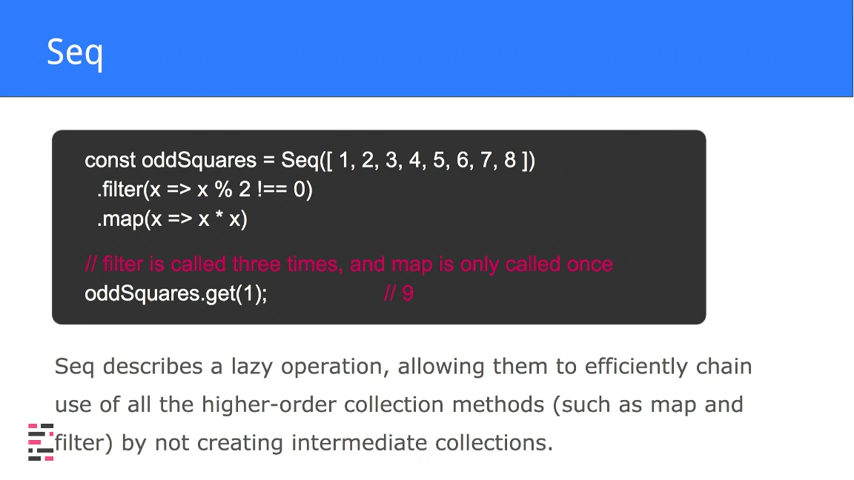 Seq
const oddSquares = Seq([ 1, 2, 3, 4, 5, 6, 7, 8 ])
.filter(x => x % 2 !== 0)
.map(x => x * x)
// filter is called three times, and map is only called once
oddSquares.get(1); // 9
Seq describes a lazy operation, allowing them to efficiently chain
use of all the higher-order collection methods (such as map and
filter) by not creating intermediate collections.